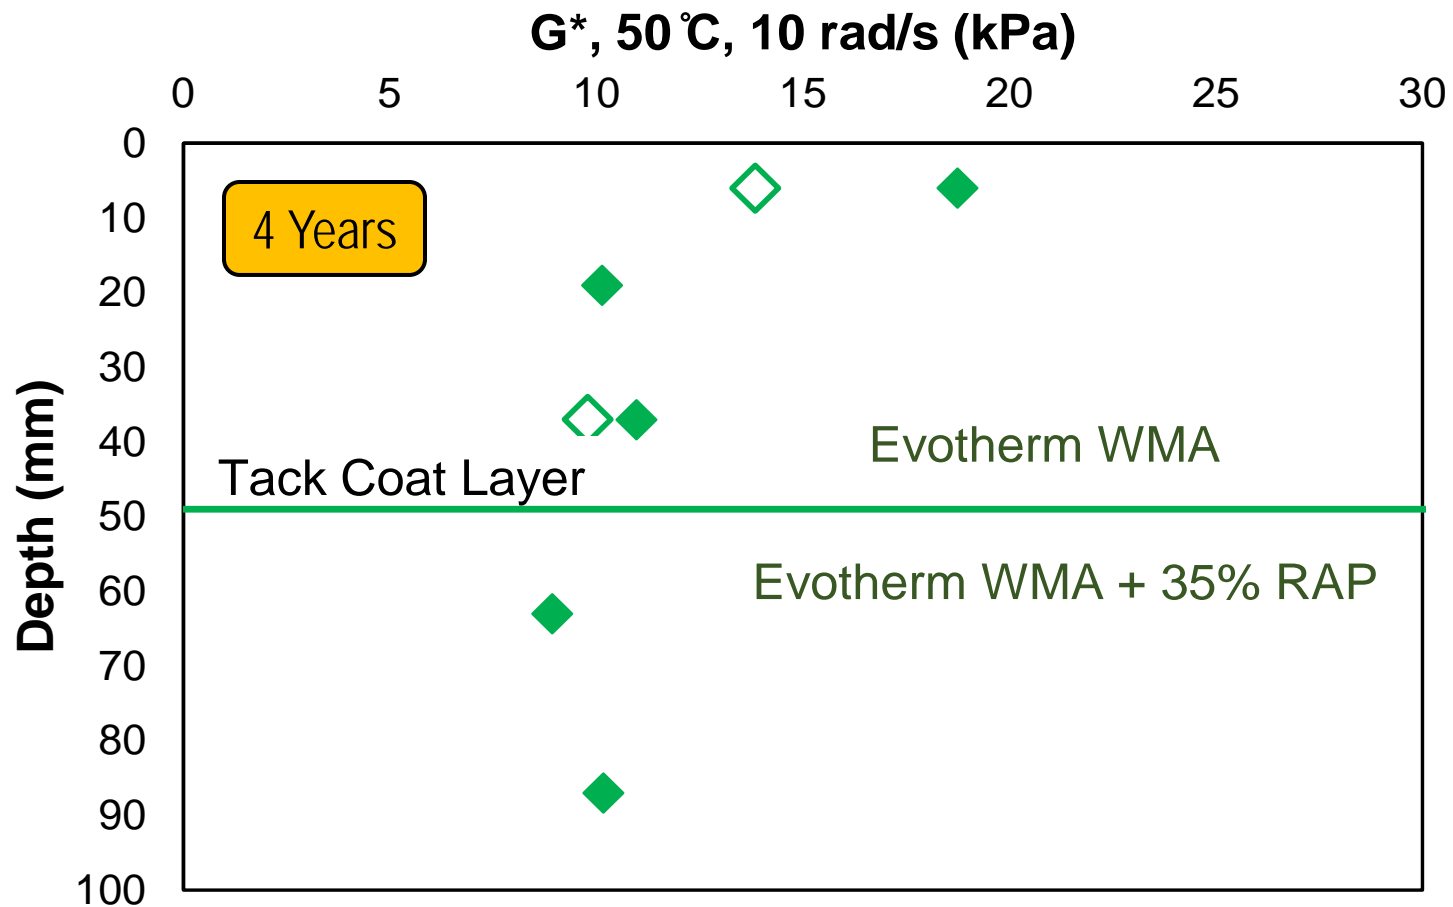 G*, 50 ℃, 10 rad/s (kPa)
0 5 10 15 20 25 30
0
4 Years
10
20
30
40
Evotherm WMA
Tack Coat Layer
50
Evotherm WMA + 35% RAP
60
70
80
90
100
Depth (mm)